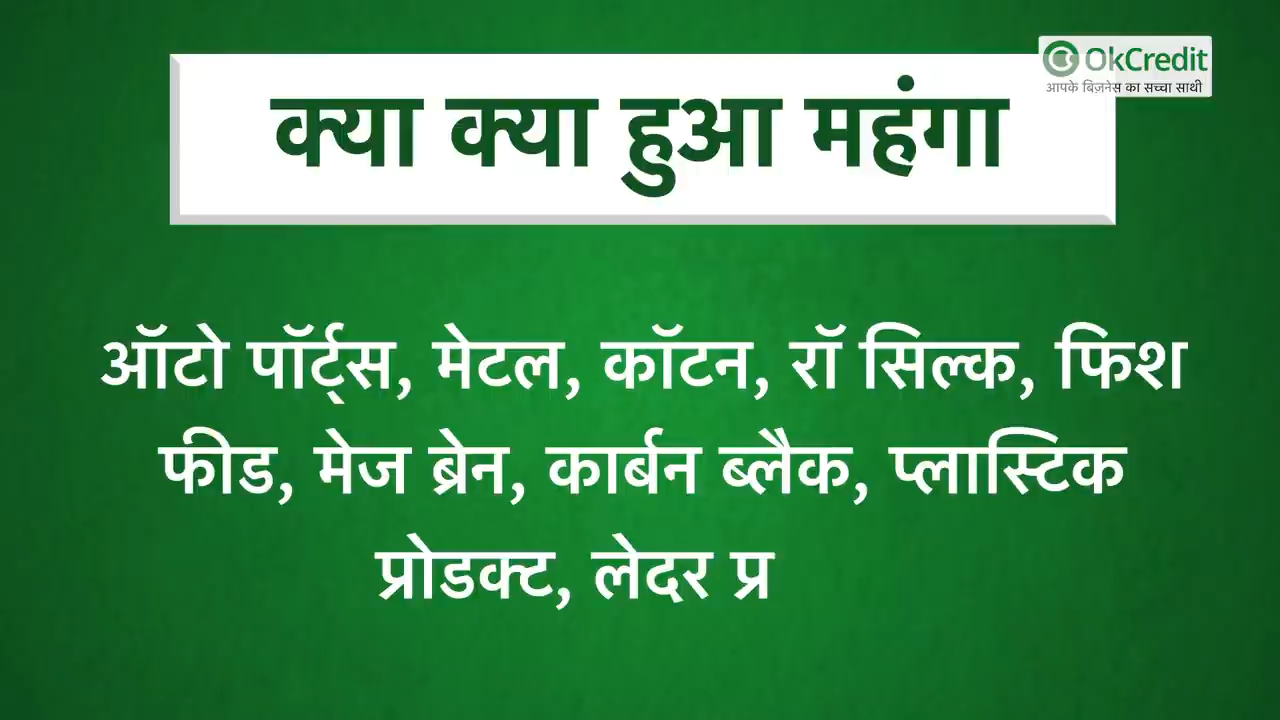 OkCredit
आपके बिज़नेस का सच्चा साथी
क्या क्या हुआ महंगा
ऑटो पॉर्ट्स, मेटल, कॉटन, रॉ सिल्क, फिश
फीड, मेज ब्रेन, कार्बन ब्लैक, प्लास्टिक
प्रोडक्ट, लेदर प्र